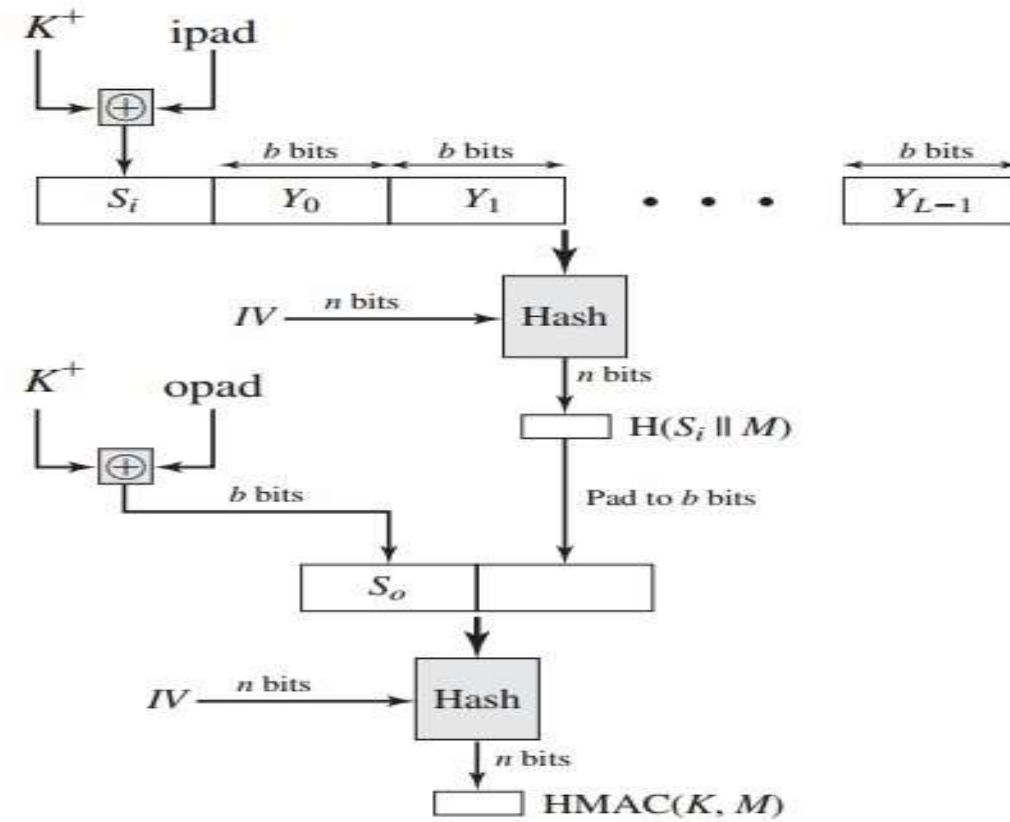 K⁺ ipad
⊕
b bits b bits b bits
Sᵢ Y₀ Y₁ • • • Y_{L−1}
IV n bits Hash
n bits
K⁺ opad
H(Sᵢ || M)
⊕
b bits Pad to b bits
Sₒ
IV n bits Hash
n bits
HMAC(K, M)